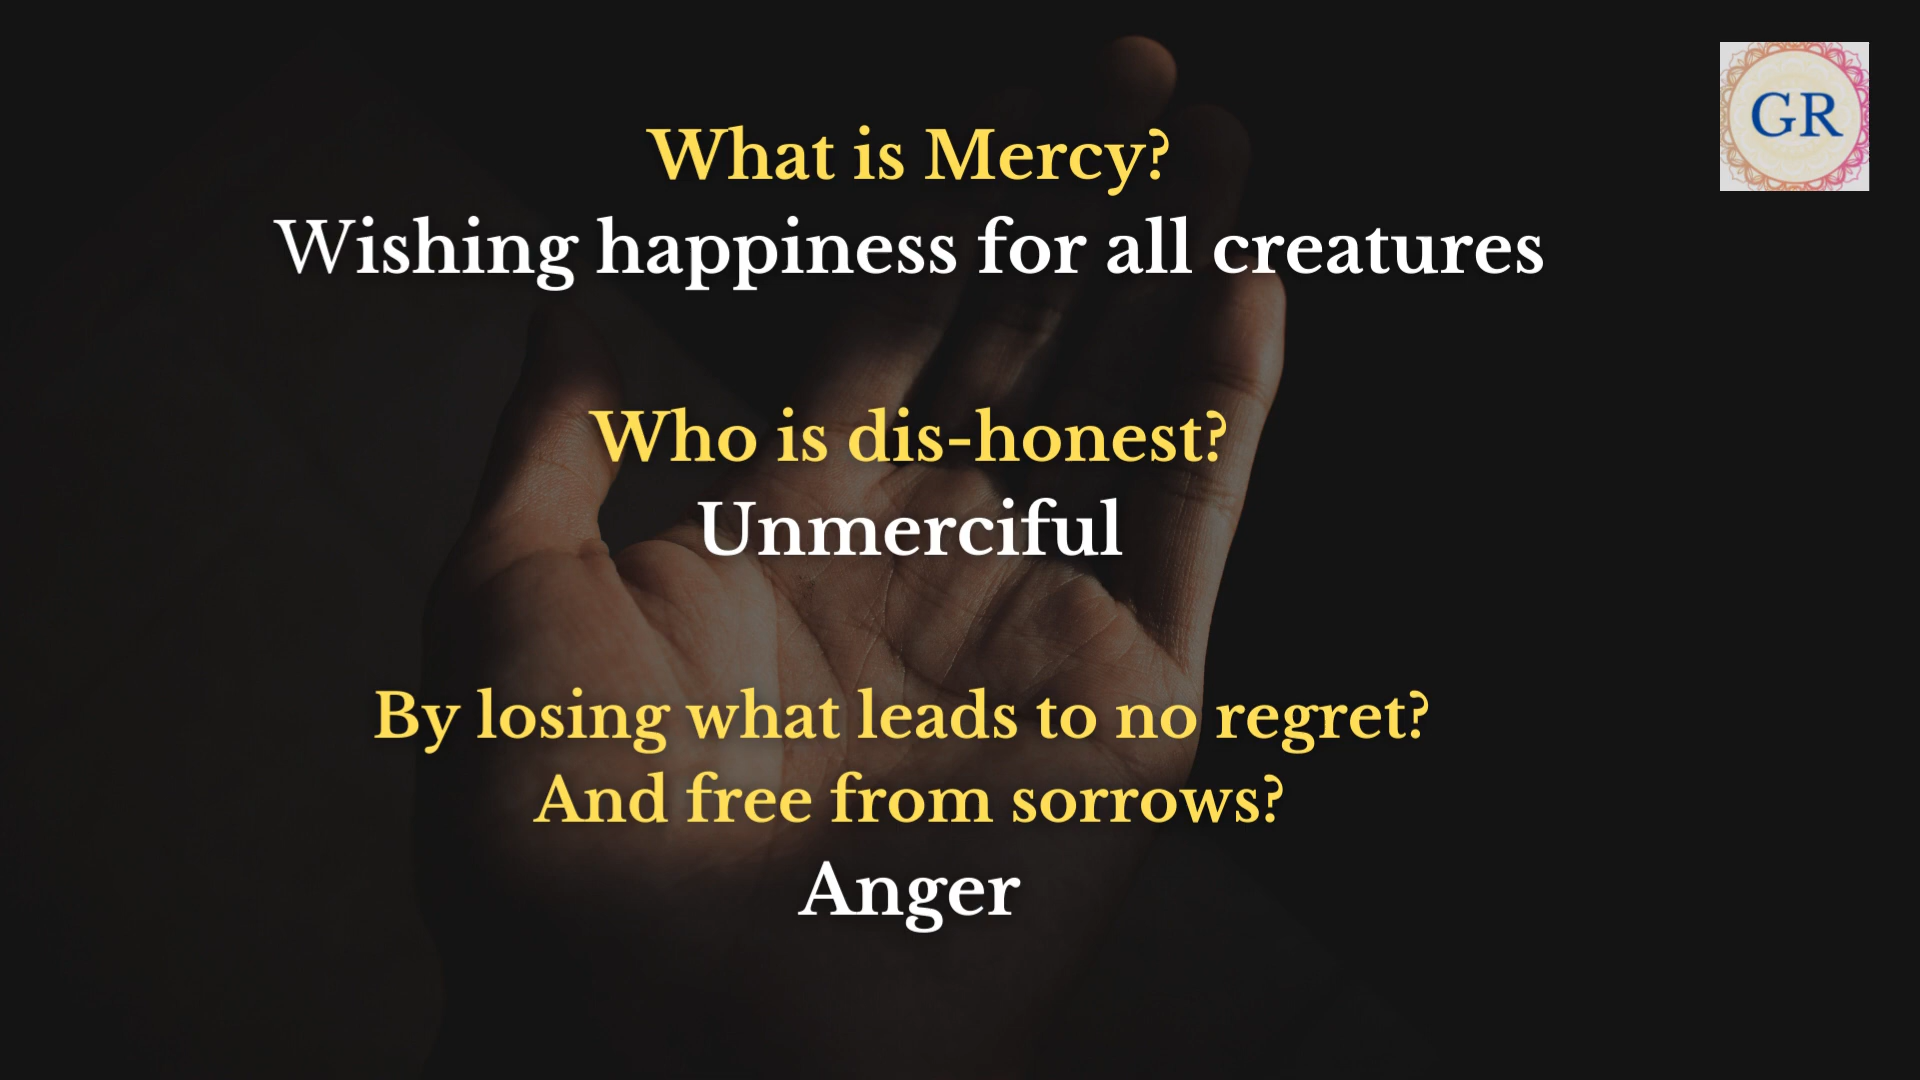 GR
What is Mercy?
Wishing happiness for all creatures
Who is dis-honest?
Unmerciful
By losing what leads to no regret?
And free from sorrows?
Anger